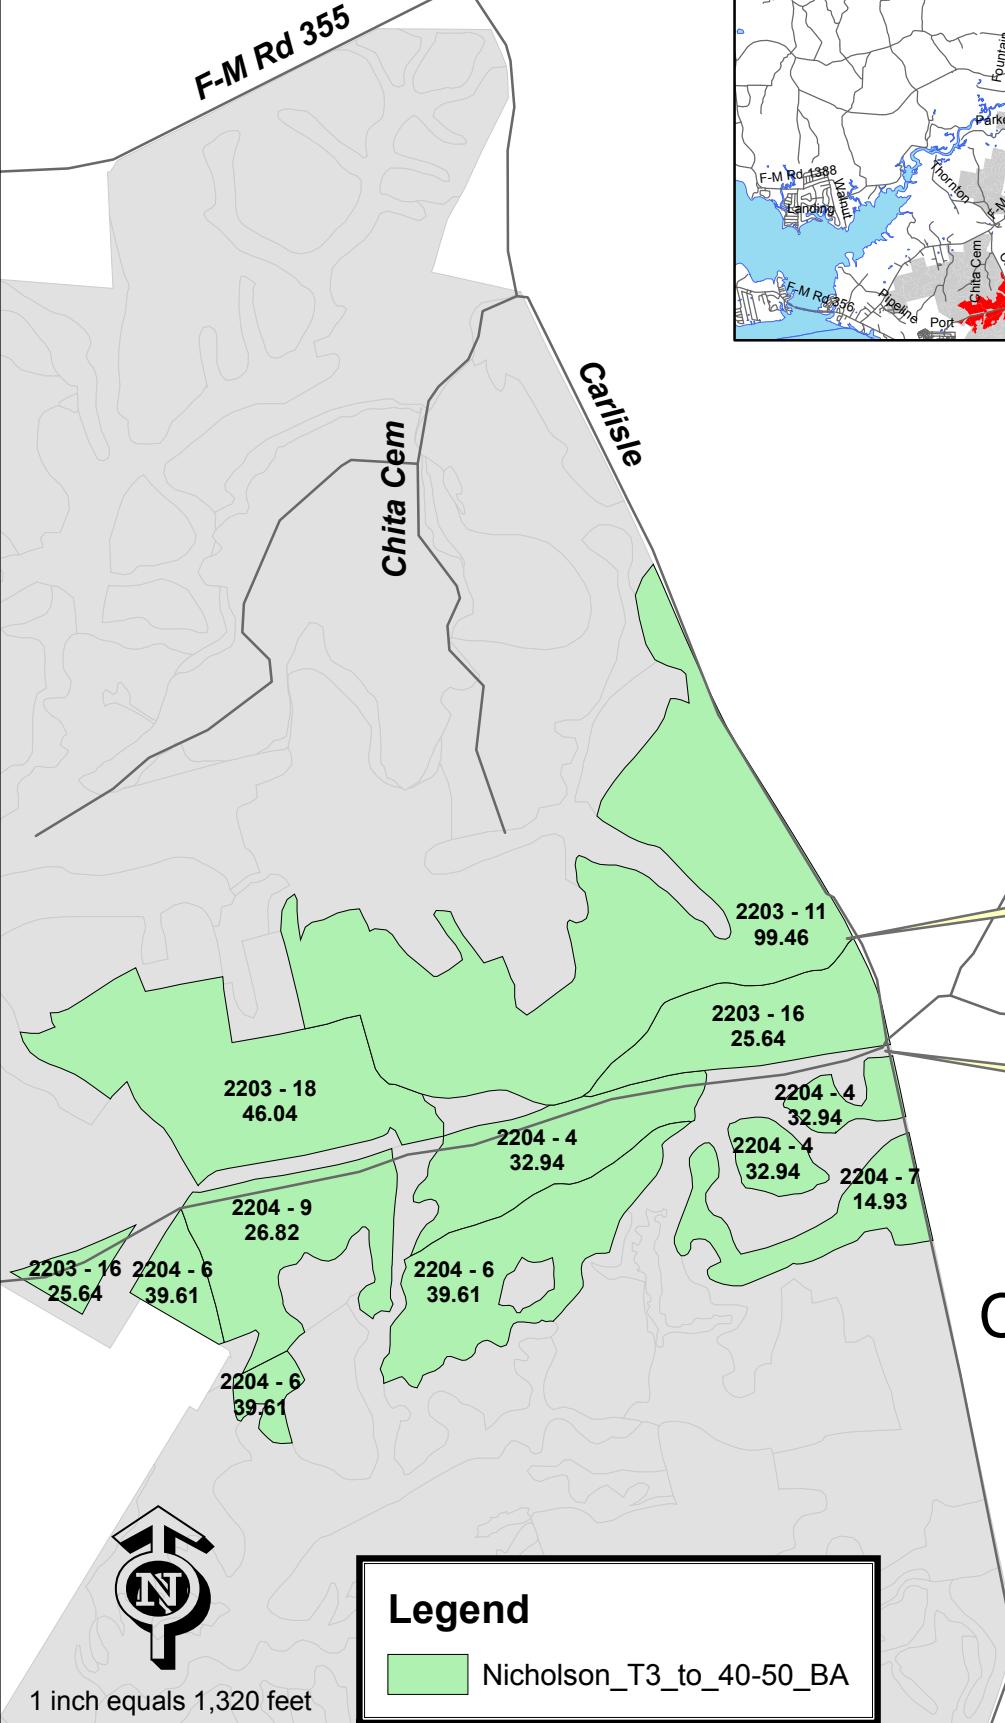 F-M Rd 355
Fountain
F-M Rd 1388
Walnut
Landing
Thornton
F-M Rd 356
Pipeline
Port
Chita Cem
Carlisle
Chita Cem
2203 - 11
99.46
2203 - 16
25.64
2203 - 18
46.04
2204 - 4
32.94
2204 - 4
32.94
2204 - 4
32.94
2204 - 7
14.93
2204 - 9
26.82
2203 - 16
25.64
2204 - 6
39.61
2204 - 6
39.61
2204 - 6
39.61
N
Legend
Nicholson_T3_to_40-50_BA
1 inch equals 1,320 feet